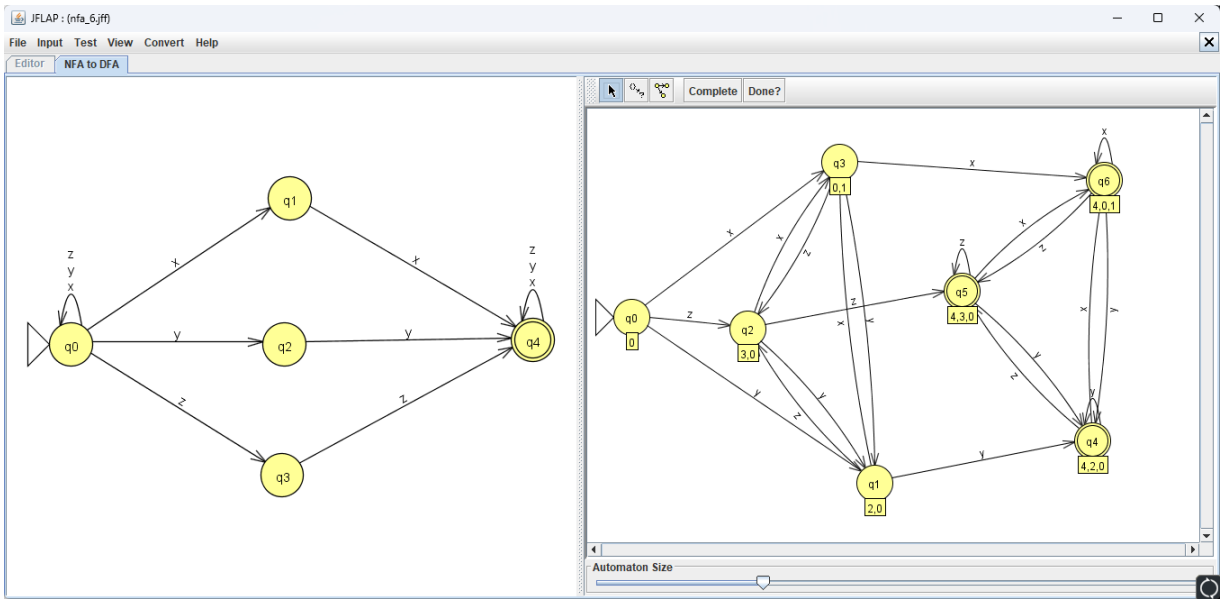 JFLAP : (nfa_6.jff)
File Input Test View Convert Help
Editor NFA to DFA
Complete Done?
z
y
x
q0
x
y
z
q1
q2
q3
x
y
z
z
y
x
q4
q0
0
x
z
y
q3
0,1
x
x
z
x
y
q2
3,0
z
y
z
q1
2,0
y
z
q5
4,3,0
x
z
y
z
x
q6
4,0,1
x
y
y
q4
4,2,0
Automaton Size